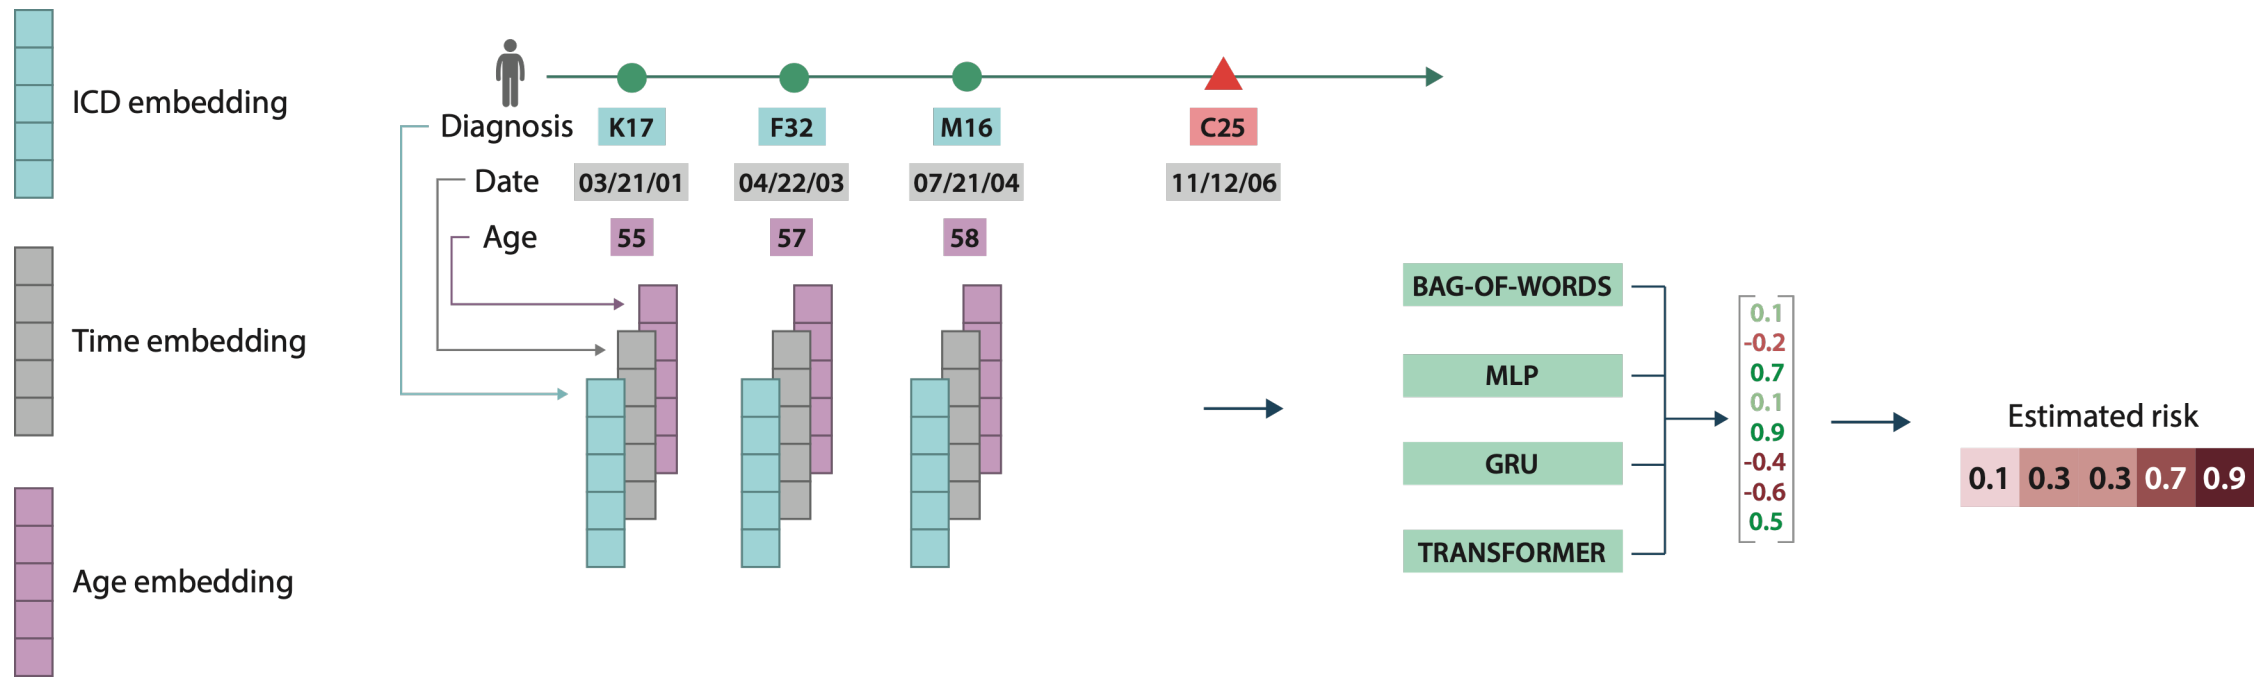 ICD embedding
Time embedding
Age embedding
Diagnosis K17 F32 M16 C25
Date 03/21/01 04/22/03 07/21/04 11/12/06
Age 55 57 58
BAG-OF-WORDS
MLP
GRU
TRANSFORMER
0.1
-0.2
0.7
0.1
0.9
-0.4
-0.6
0.5
Estimated risk
0.1 0.3 0.3 0.7 0.9